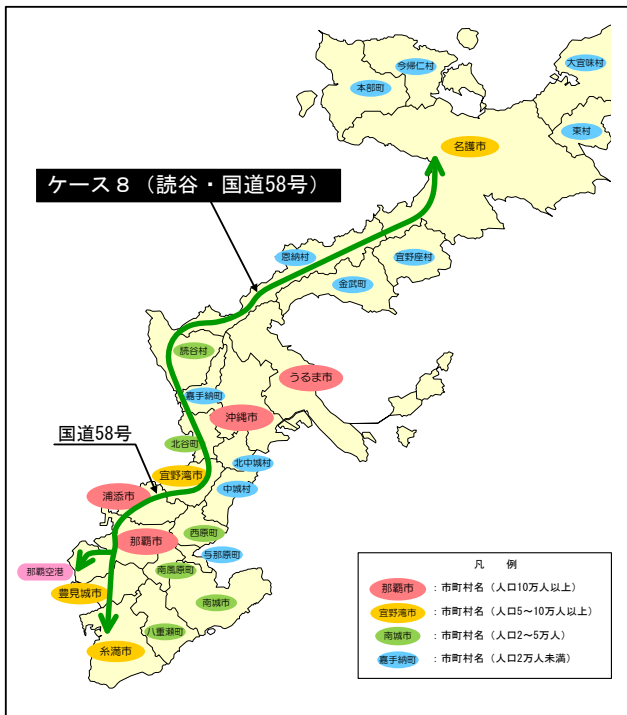 今帰仁村
大宜味村
本部町
東村
名護市
ケース８（読谷・国道58号）
恩納村
宜野座村
金武町
読谷村
うるま市
嘉手納町
沖縄市
国道58号
北谷町
北中城村
宜野湾市
中城村
浦添市
西原町
那覇市
与那原町
那覇空港
南風原町
豊見城市
南城市
八重瀬町
糸満市
凡　例
那覇市 ：市町村名（人口10万人以上）
宜野湾市 ：市町村名（人口5～10万人以上）
南城市 ：市町村名（人口2～5万人）
嘉手納町 ：市町村名（人口2万人未満）